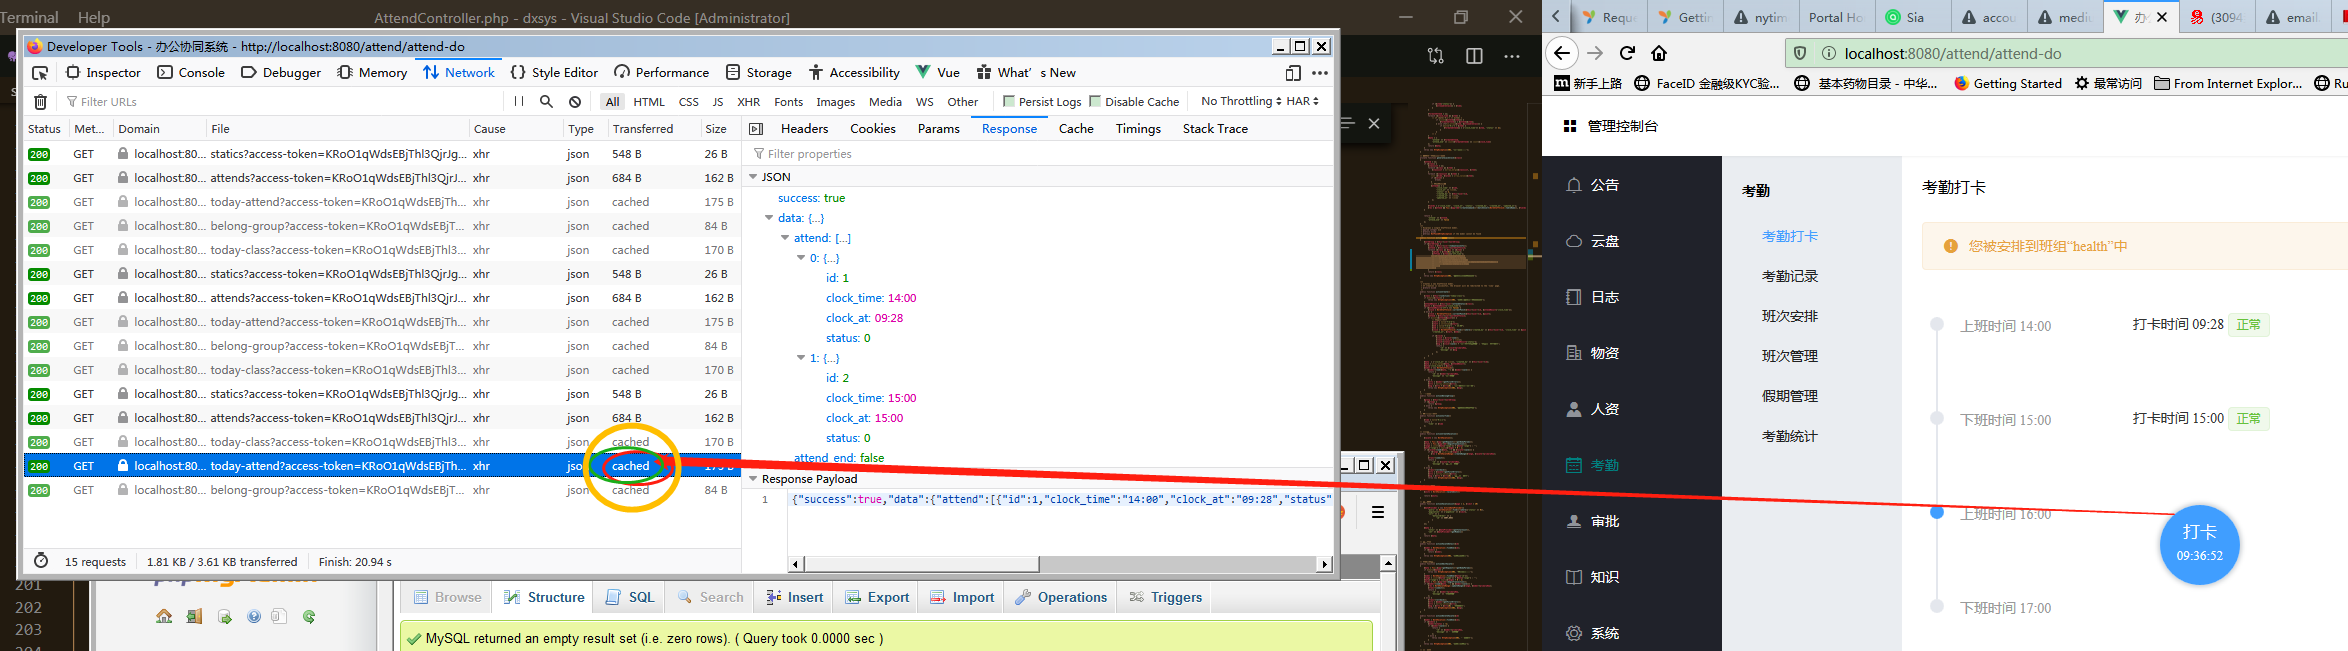 Terminal Help
AttendController.php - dxsys - Visual Studio Code [Administrator]
Developer Tools - 办公协同系统 - http://localhost:8080/attend/attend-do
Inspector Console Debugger Memory Network Style Editor Performance Storage Accessibility Vue What's New
Filter URLs
All HTML CSS JS XHR Fonts Images Media WS Other Persist Logs Disable Cache No Throttling HAR
Status Met... Domain File Cause Type Transferred Size
200 GET localhost:80... statics?access-token=KRoO1qWdsEBjThl3QjrJg... xhr json 548 B 26 B
200 GET localhost:80... attends?access-token=KRoO1qWdsEBjThl3QjrJ... xhr json 684 B 162 B
200 GET localhost:80... today-attend?access-token=KRoO1qWdsEBjTh... xhr json cached 175 B
200 GET localhost:80... belong-group?access-token=KRoO1qWdsEBjT... xhr json cached 84 B
200 GET localhost:80... today-class?access-token=KRoO1qWdsEBjThl3... xhr json cached 170 B
200 GET localhost:80... statics?access-token=KRoO1qWdsEBjThl3QjrJg... xhr json 548 B 26 B
200 GET localhost:80... attends?access-token=KRoO1qWdsEBjThl3QjrJ... xhr json 684 B 162 B
200 GET localhost:80... today-attend?access-token=KRoO1qWdsEBjTh... xhr json cached 175 B
200 GET localhost:80... belong-group?access-token=KRoO1qWdsEBjT... xhr json cached 84 B
200 GET localhost:80... today-class?access-token=KRoO1qWdsEBjThl3... xhr json cached 170 B
200 GET localhost:80... statics?access-token=KRoO1qWdsEBjThl3QjrJg... xhr json 548 B 26 B
200 GET localhost:80... attends?access-token=KRoO1qWdsEBjThl3QjrJ... xhr json 684 B 162 B
200 GET localhost:80... today-class?access-token=KRoO1qWdsEBjThl3... xhr json cached 170 B
200 GET localhost:80... today-attend?access-token=KRoO1qWdsEBjTh... xhr json cached 175 B
200 GET localhost:80... belong-group?access-token=KRoO1qWdsEBjT... xhr json cached 84 B
15 requests 1.81 KB / 3.61 KB transferred Finish: 20.94 s
Headers Cookies Params Response Cache Timings Stack Trace
Filter properties
JSON
success: true
data: {...}
attend: [...]
0: {...}
id: 1
clock_time: 14:00
clock_at: 09:28
status: 0
1: {...}
id: 2
clock_time: 15:00
clock_at: 15:00
status: 0
attend_end: false
Response Payload
1 {"success":true,"data":{"attend":[{"id":1,"clock_time":"14:00","clock_at":"09:28","status"
201
202
203
Browse Structure SQL Search Insert Export Import Operations Triggers
MySQL returned an empty result set (i.e. zero rows). ( Query took 0.0000 sec )
Requ Gettin nytim Portal Ho Sia accou medi 办 (3094 email
localhost:8080/attend/attend-do
新手上路 FaceID 金融级KYC验... 基本药物目录 - 中华... Getting Started 最常访问 From Internet Explor... Ru
管理控制台
公告
云盘
日志
物资
人资
考勤
审批
知识
系统
考勤
考勤打卡
考勤记录
班次安排
班次管理
假期管理
考勤统计
考勤打卡
您被安排到班组“health”中
上班时间 14:00 打卡时间 09:28 正常
下班时间 15:00 打卡时间 15:00 正常
上班时间 16:00
打卡
09:36:52
下班时间 17:00